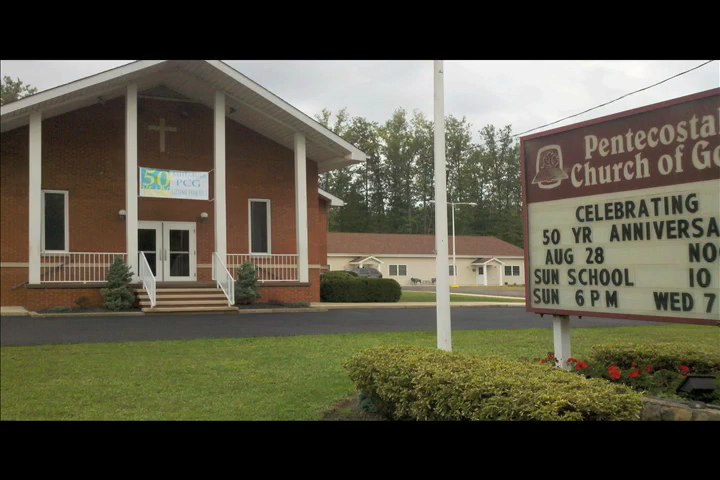 50
PCG
Pentecostal
Church of Go
CELEBRATING
50 YR ANNIVERSA
AUG 28 NO
SUN SCHOOL 10
SUN 6 PM WED 7